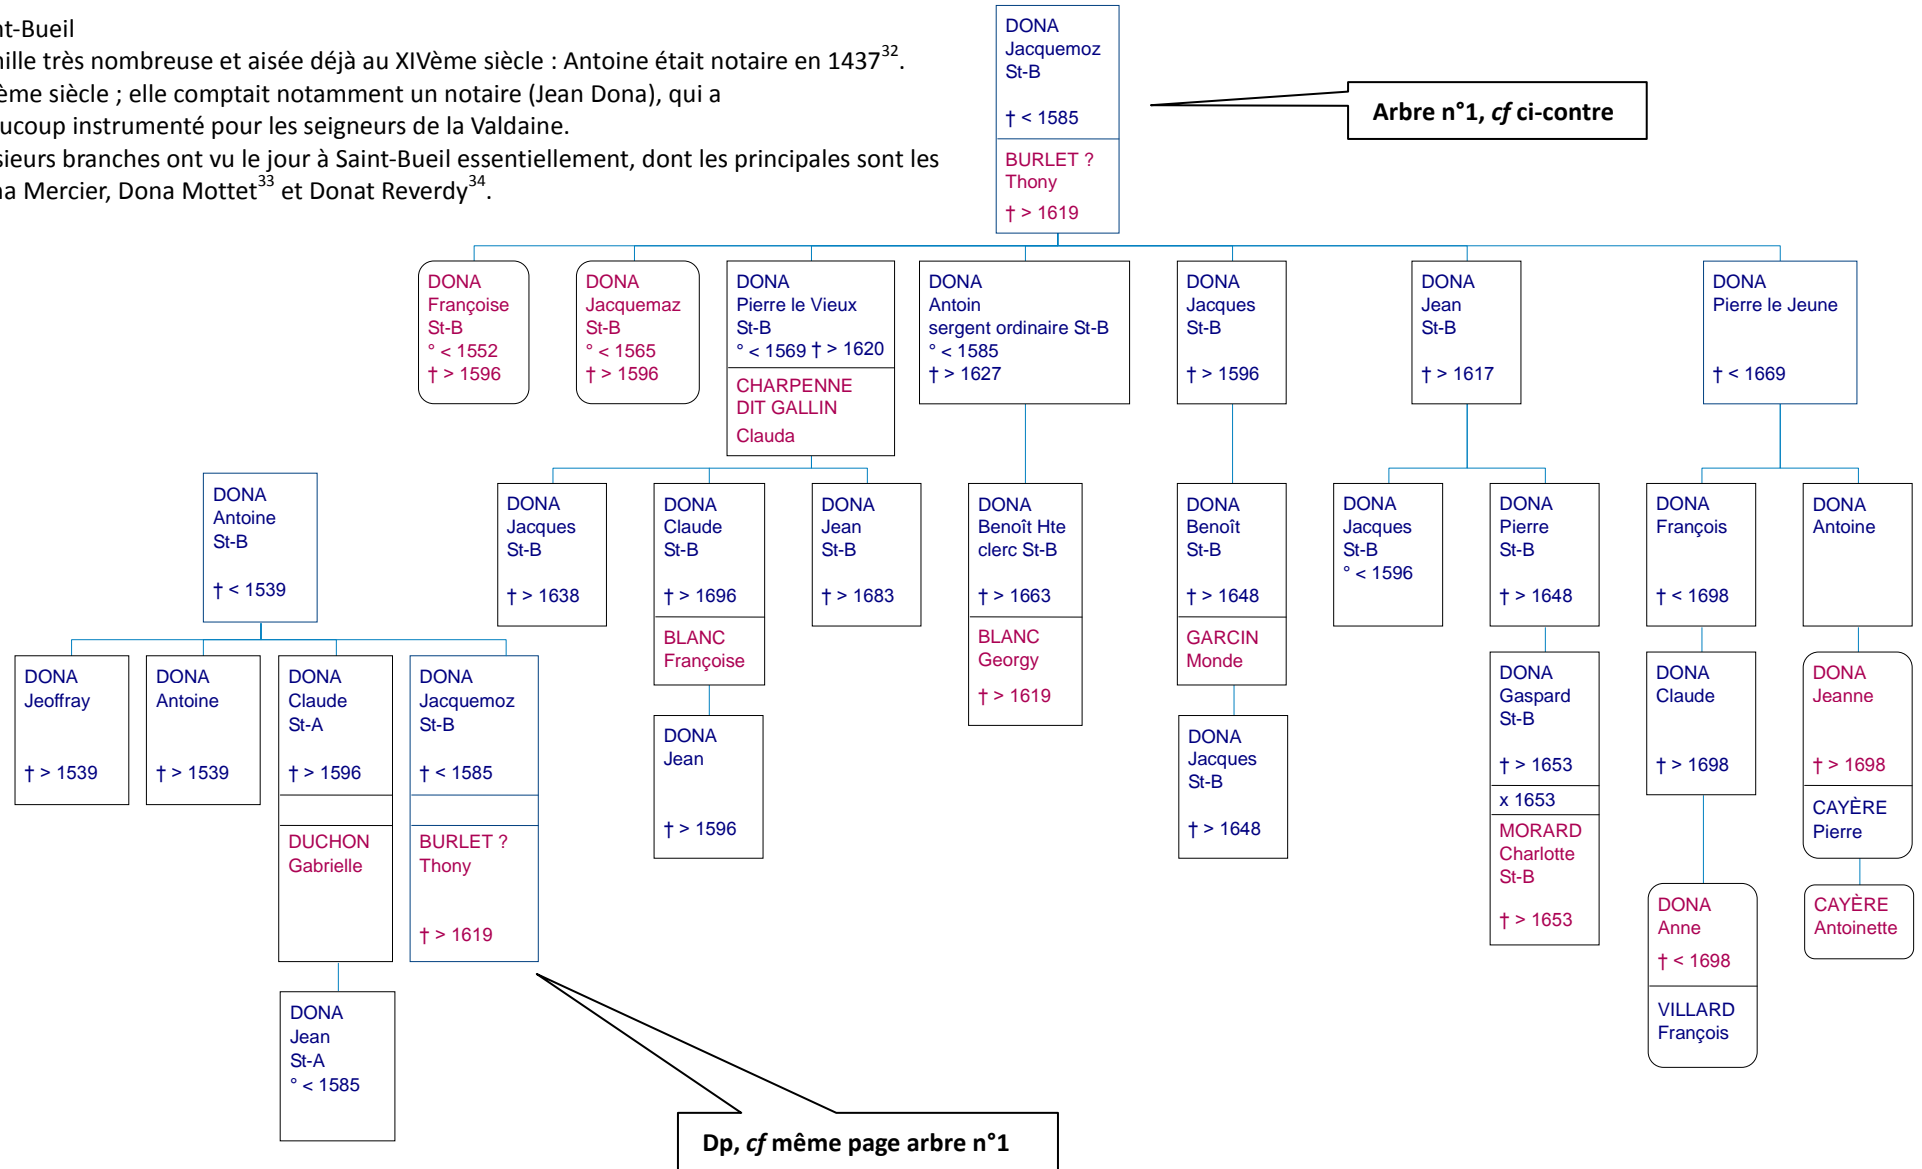 nt-Bueil
nille très nombreuse et aisée déjà au XIVème siècle : Antoine était notaire en 1437³².
ème siècle ; elle comptait notamment un notaire (Jean Dona), qui a
ucoup instrumenté pour les seigneurs de la Valdaine.
sieurs branches ont vu le jour à Saint-Bueil essentiellement, dont les principales sont les
na Mercier, Dona Mottet³³ et Donat Reverdy³⁴.
DONA
Jacquemoz
St-B
† < 1585
BURLET ?
Thony
† > 1619
Arbre n°1, cf ci-contre
DONA
Françoise
St-B
° < 1552
† > 1596
DONA
Jacquemaz
St-B
° < 1565
† > 1596
DONA
Pierre le Vieux
St-B
° < 1569 † > 1620
CHARPENNE
DIT GALLIN
Clauda
DONA
Antoin
sergent ordinaire St-B
° < 1585
† > 1627
DONA
Jacques
St-B
† > 1596
DONA
Jean
St-B
† > 1617
DONA
Pierre le Jeune
† < 1669
DONA
Antoine
St-B
† < 1539
DONA
Jacques
St-B
† > 1638
DONA
Claude
St-B
† > 1696
BLANC
Françoise
DONA
Jean
St-B
† > 1683
DONA
Benoît Hte
clerc St-B
† > 1663
BLANC
Georgy
† > 1619
DONA
Benoît
St-B
† > 1648
GARCIN
Monde
DONA
Jacques
St-B
° < 1596
DONA
Pierre
St-B
† > 1648
DONA
François
† < 1698
DONA
Antoine
DONA
Jeoffray
† > 1539
DONA
Antoine
† > 1539
DONA
Claude
St-A
† > 1596
DUCHON
Gabrielle
DONA
Jacquemoz
St-B
† < 1585
BURLET ?
Thony
† > 1619
DONA
Jean
† > 1596
DONA
Jacques
St-B
† > 1648
DONA
Gaspard
St-B
† > 1653
x 1653
MORARD
Charlotte
St-B
† > 1653
DONA
Claude
† > 1698
DONA
Jeanne
† > 1698
CAYÈRE
Pierre
DONA
Anne
† < 1698
VILLARD
François
CAYÈRE
Antoinette
DONA
Jean
St-A
° < 1585
Dp, cf même page arbre n°1